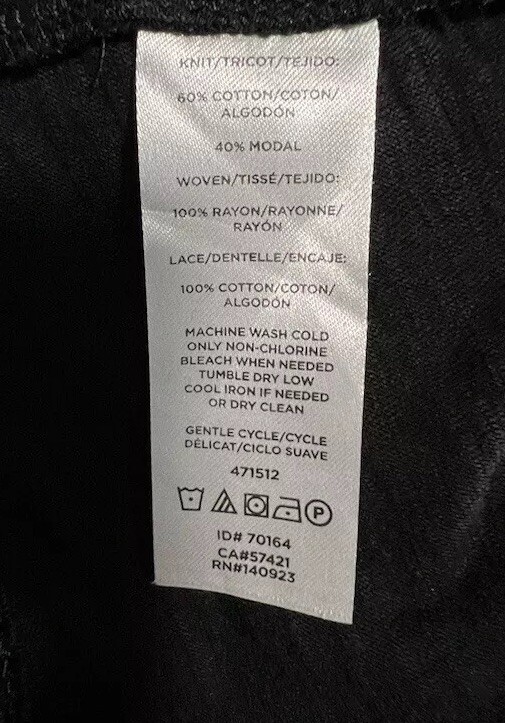 KNIT/TRICOT/TEJIDO:
60% COTTON/COTON/
ALGODÓN
40% MODAL
WOVEN/TISSÉ/TEJIDO:
100% RAYON/RAYONNE/
RAYÓN
LACE/DENTELLE/ENCAJE:
100% COTTON/COTON/
ALGODÓN
MACHINE WASH COLD
ONLY NON-CHLORINE
BLEACH WHEN NEEDED
TUMBLE DRY LOW
COOL IRON IF NEEDED
OR DRY CLEAN
GENTLE CYCLE/CYCLE
DÉLICAT/CICLO SUAVE
471512
P
ID# 70164
CA#57421
RN#140923